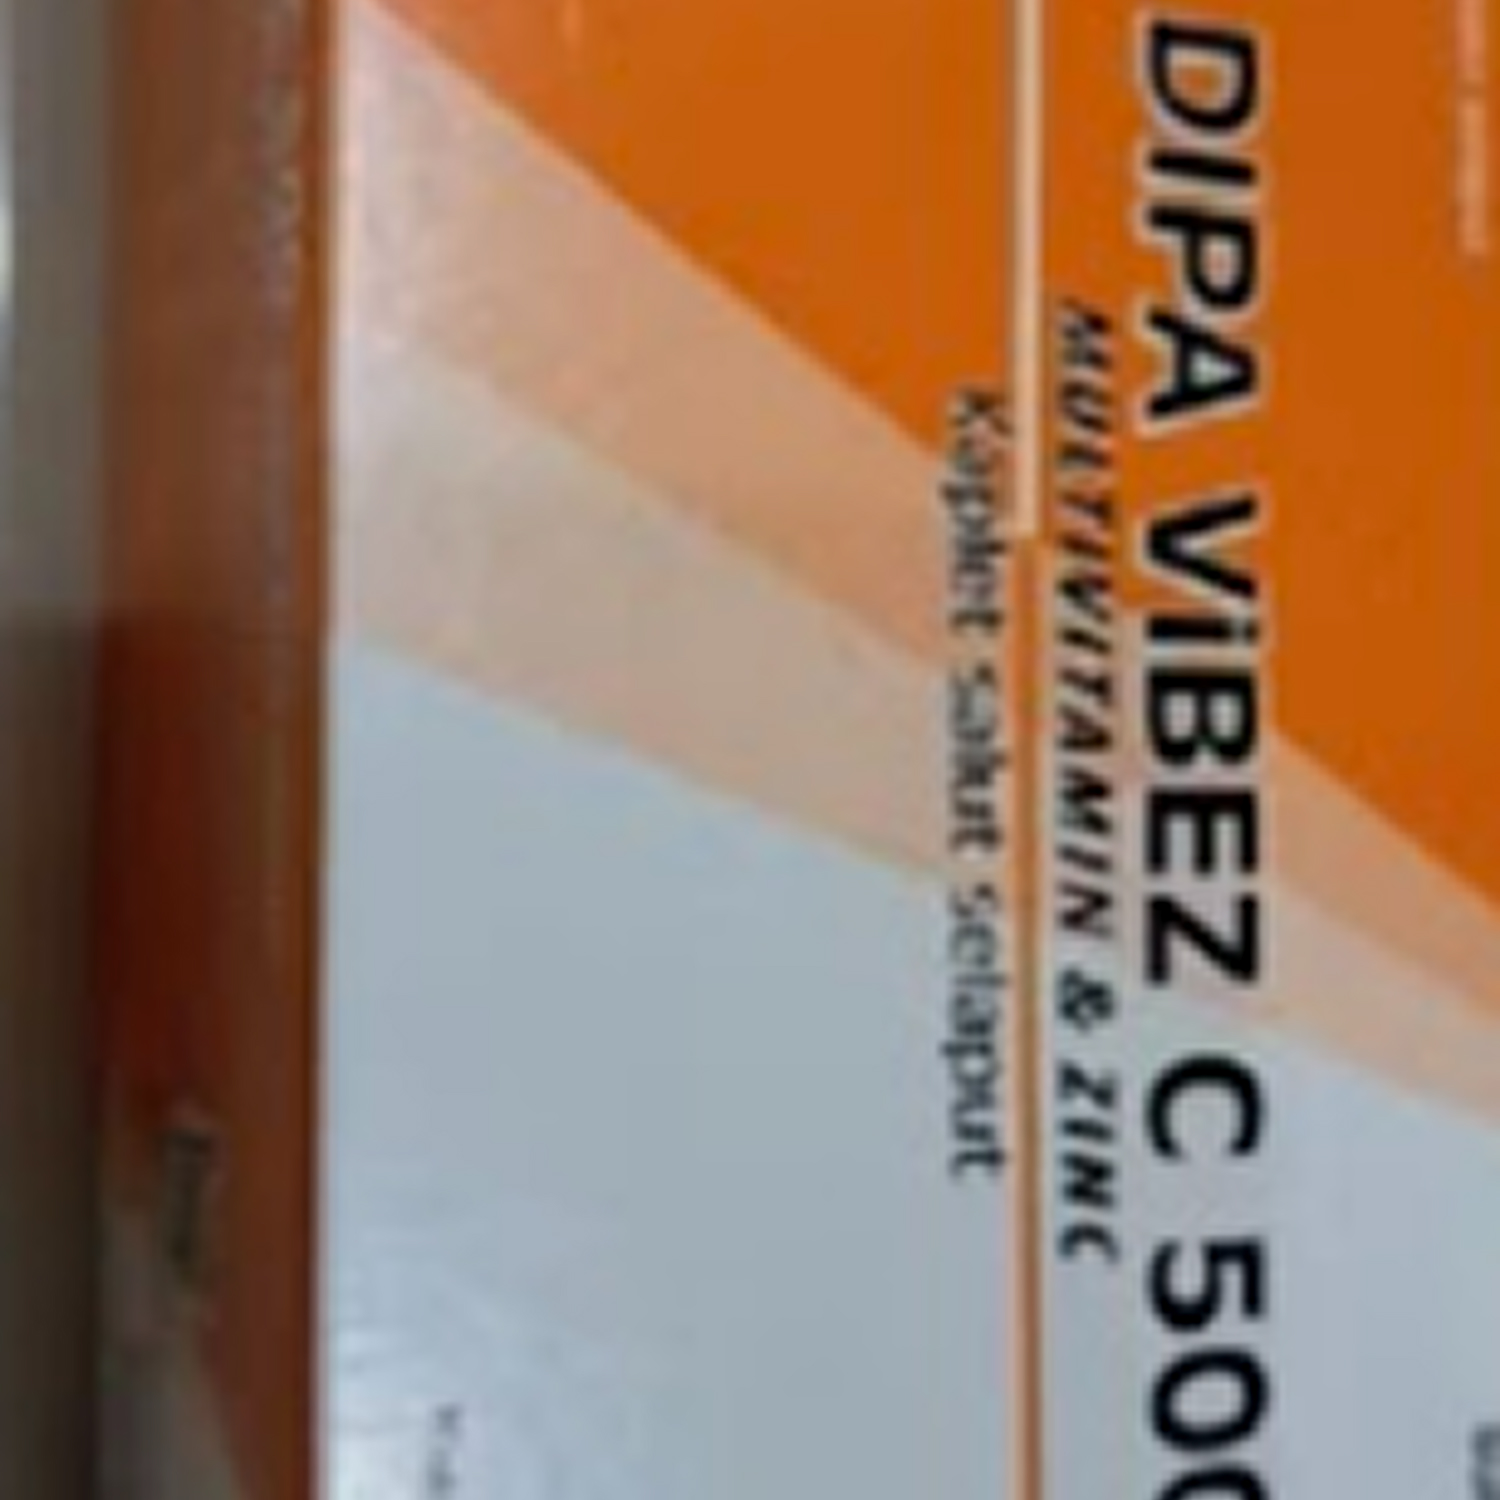 DIPA ViBEZ C 500
MULTIVITAMIN & ZINC
Kaplet Salut Selaput